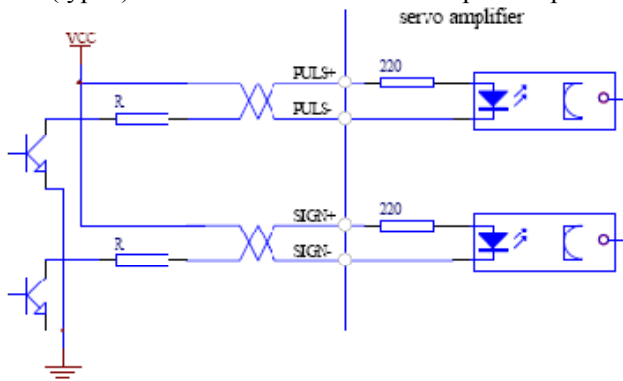 servo amplifier
VCC
PULS+
220
R
PULS-
SIGN+
220
R
SIGN-